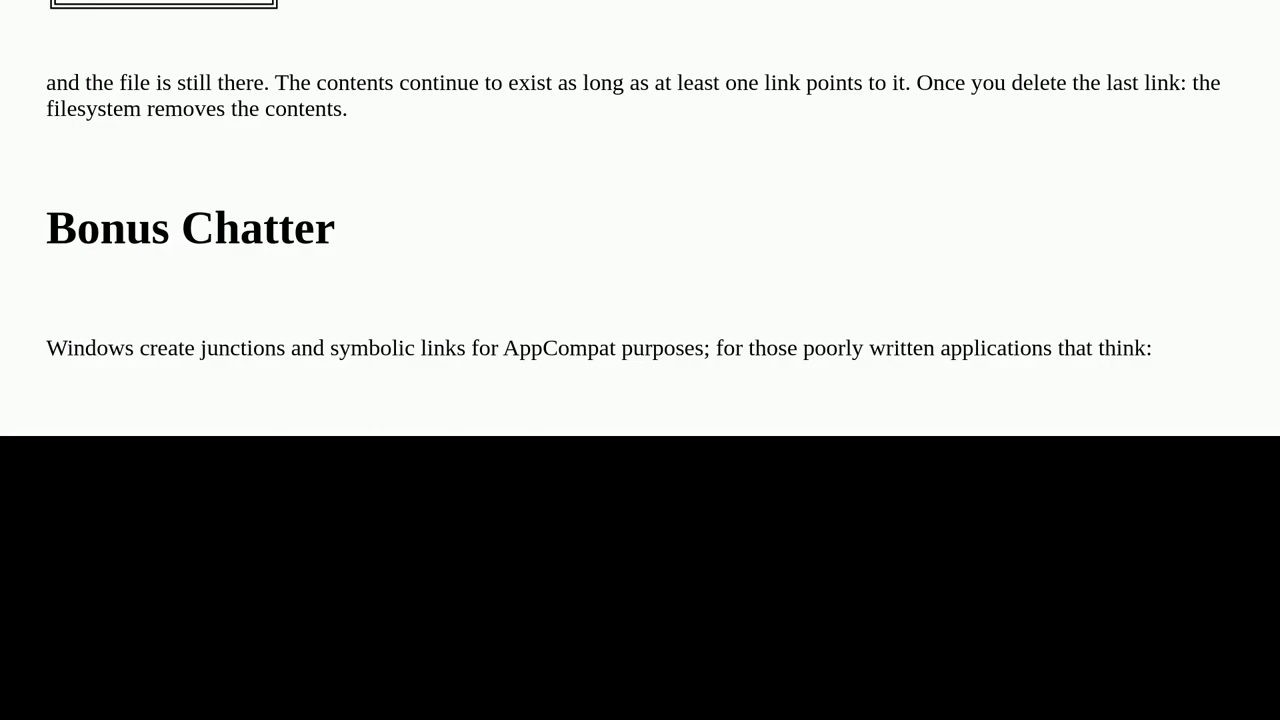 and the file is still there. The contents continue to exist as long as at least one link points to it. Once you delete the last link: the
filesystem removes the contents.
Bonus Chatter
Windows create junctions and symbolic links for AppCompat purposes; for those poorly written applications that think: